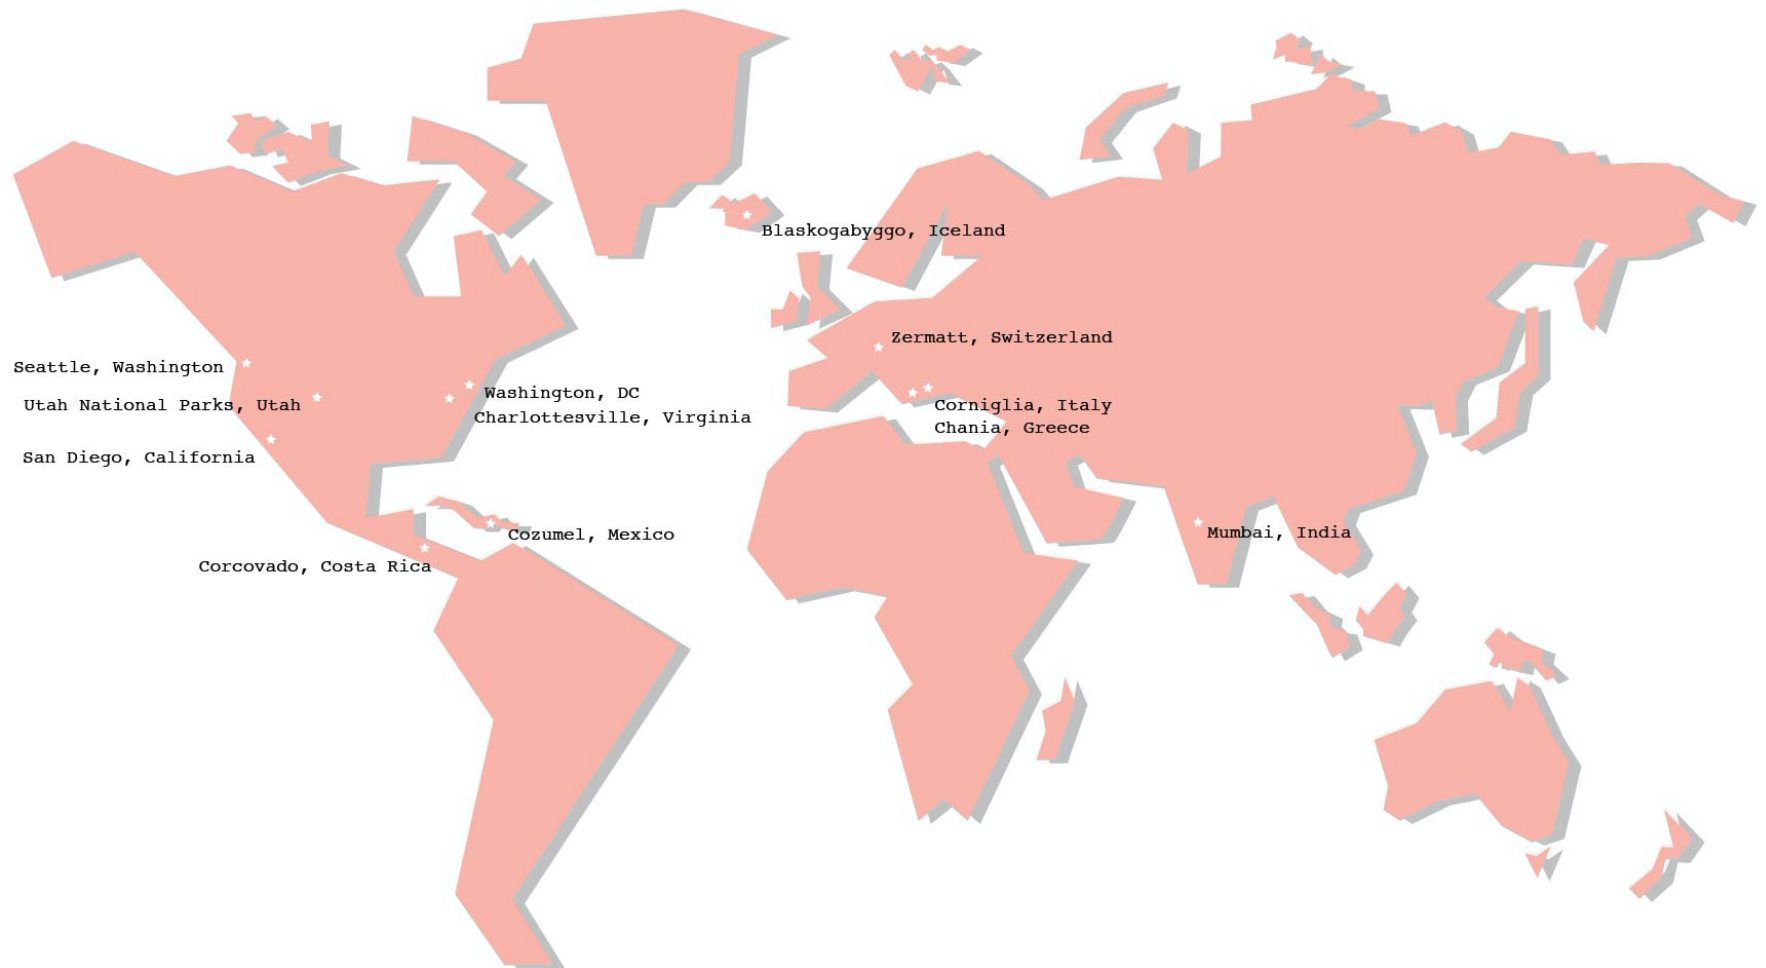 Blaskogabyggo, Iceland
Zermatt, Switzerland
Seattle, Washington
Washington, DC
Utah National Parks, Utah
Corniglia, Italy
Charlottesville, Virginia
Chania, Greece
San Diego, California
Cozumel, Mexico
Mumbai, India
Corcovado, Costa Rica